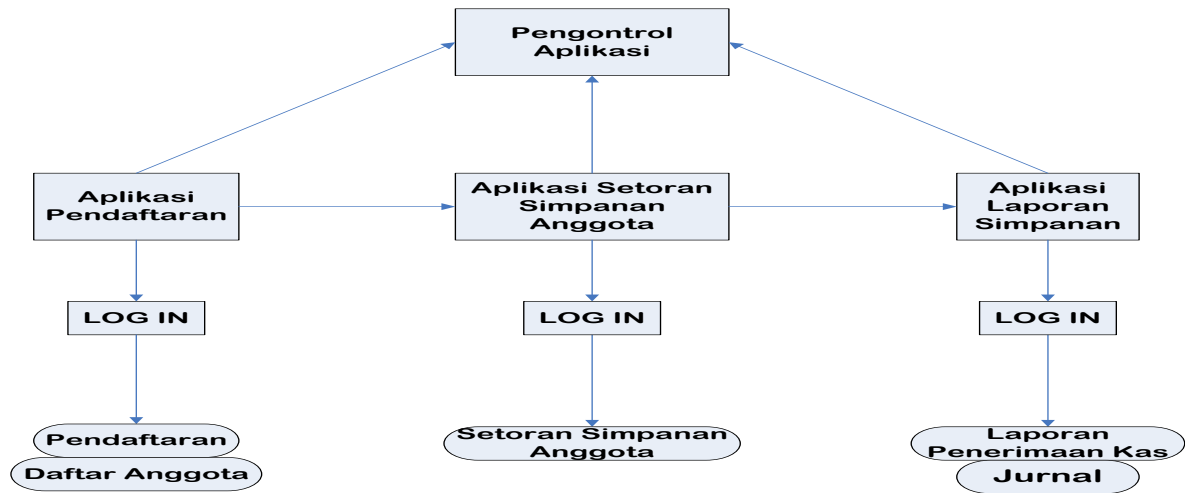 Pengontrol
Aplikasi
Aplikasi
Pendaftaran
Aplikasi Setoran
Simpanan
Anggota
Aplikasi
Laporan
Simpanan
LOG IN
LOG IN
LOG IN
Pendaftaran
Daftar Anggota
Setoran Simpanan
Anggota
Laporan
Penerimaan Kas
Jurnal